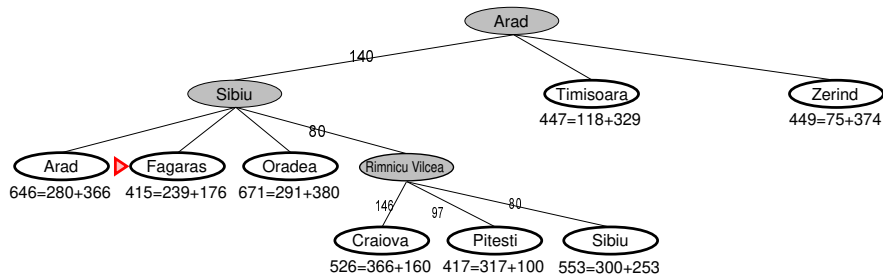 Arad
140
Sibiu
Timisoara
Zerind
447=118+329
449=75+374
80
Arad
Fagaras
Oradea
Rimnicu Vilcea
646=280+366
415=239+176
671=291+380
146
97
80
Craiova
Pitesti
Sibiu
526=366+160
417=317+100
553=300+253